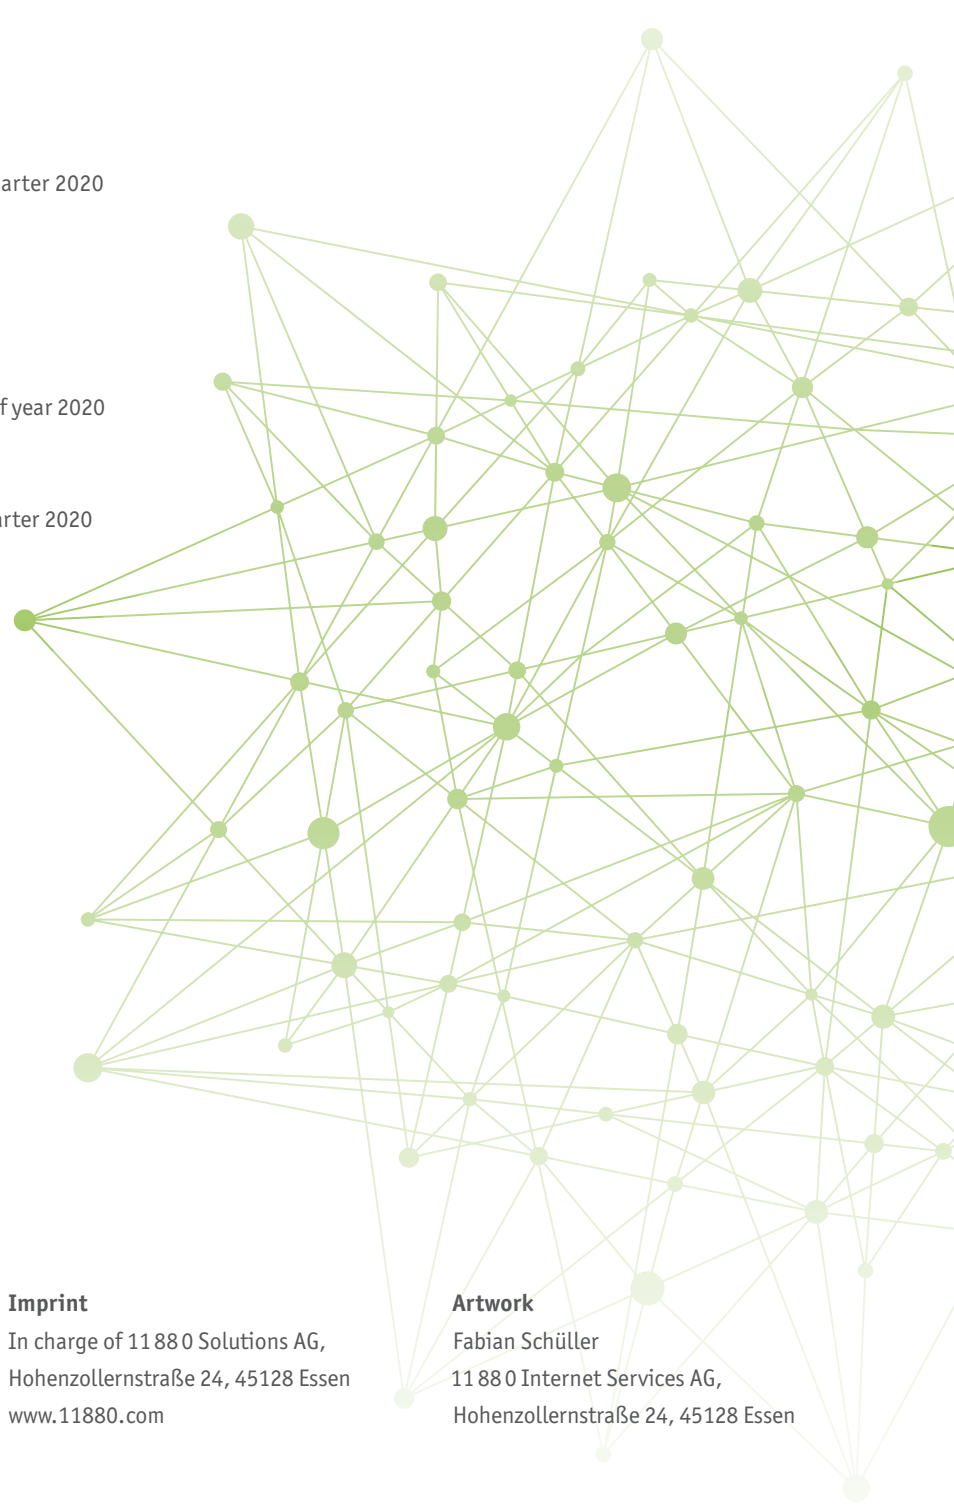 arter 2020
f year 2020
arter 2020
Imprint
In charge of 11 88 0 Solutions AG,
Hohenzollernstraße 24, 45128 Essen
www.11880.com
Artwork
Fabian Schüller
11 88 0 Internet Services AG,
Hohenzollernstraße 24, 45128 Essen